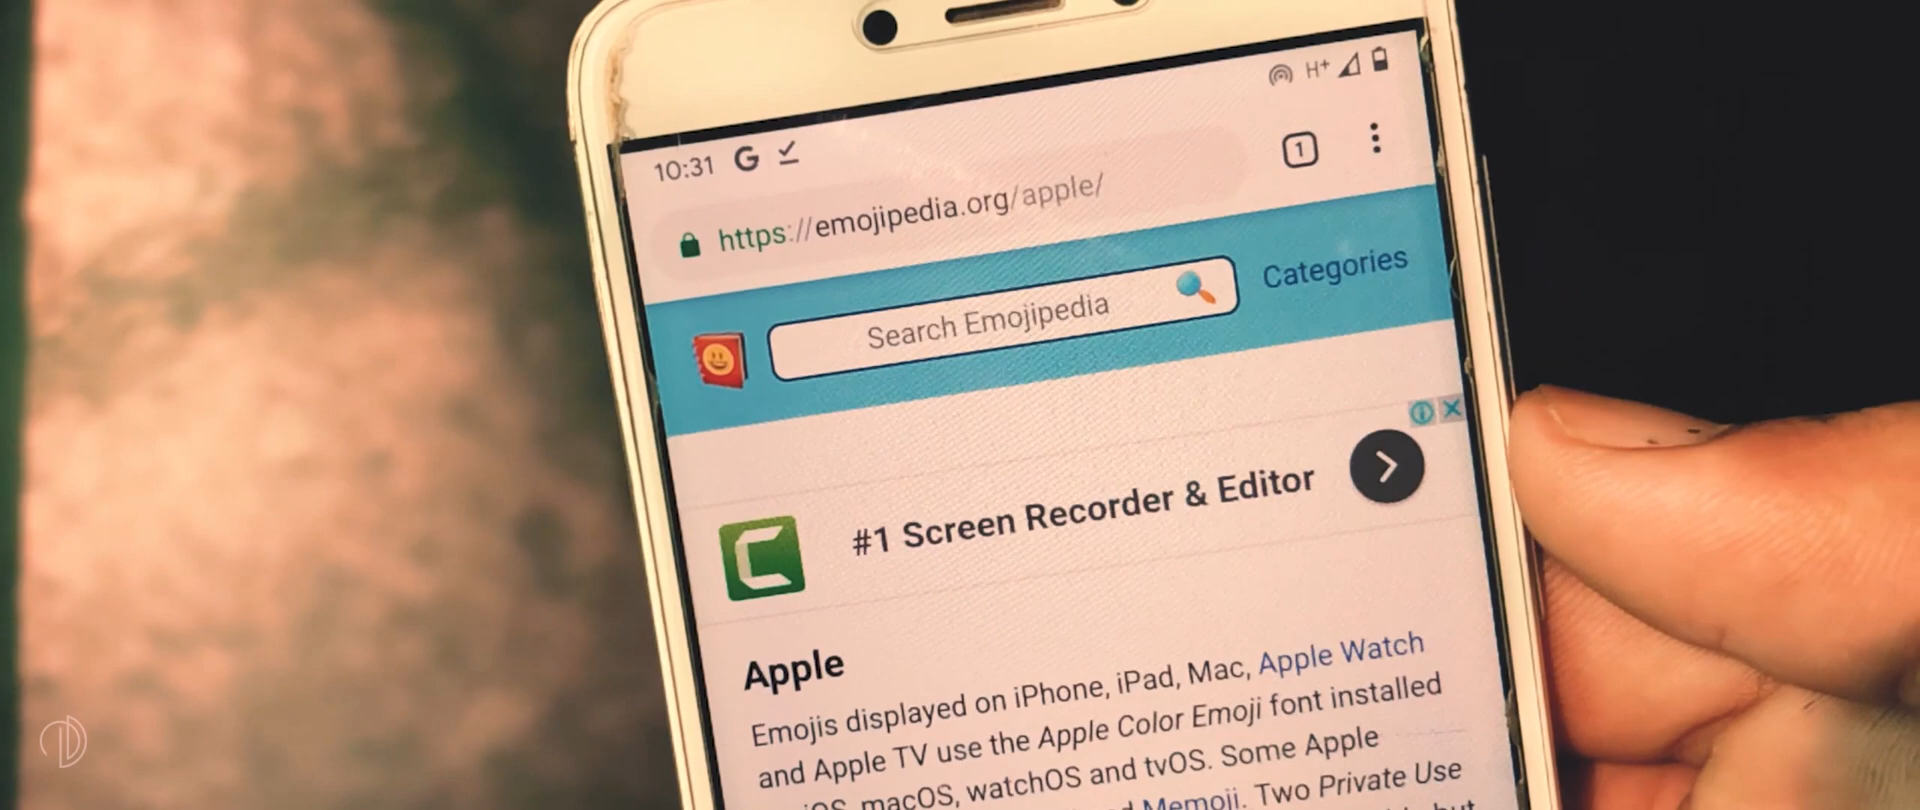 10:31 G H+
https://emojipedia.org/apple/ 1
Search Emojipedia Categories
#1 Screen Recorder & Editor
Apple
Emojis displayed on iPhone, iPad, Mac, Apple Watch
and Apple TV use the Apple Color Emoji font installed
iOS, macOS, watchOS and tvOS. Some Apple
Memoji. Two Private Use
but